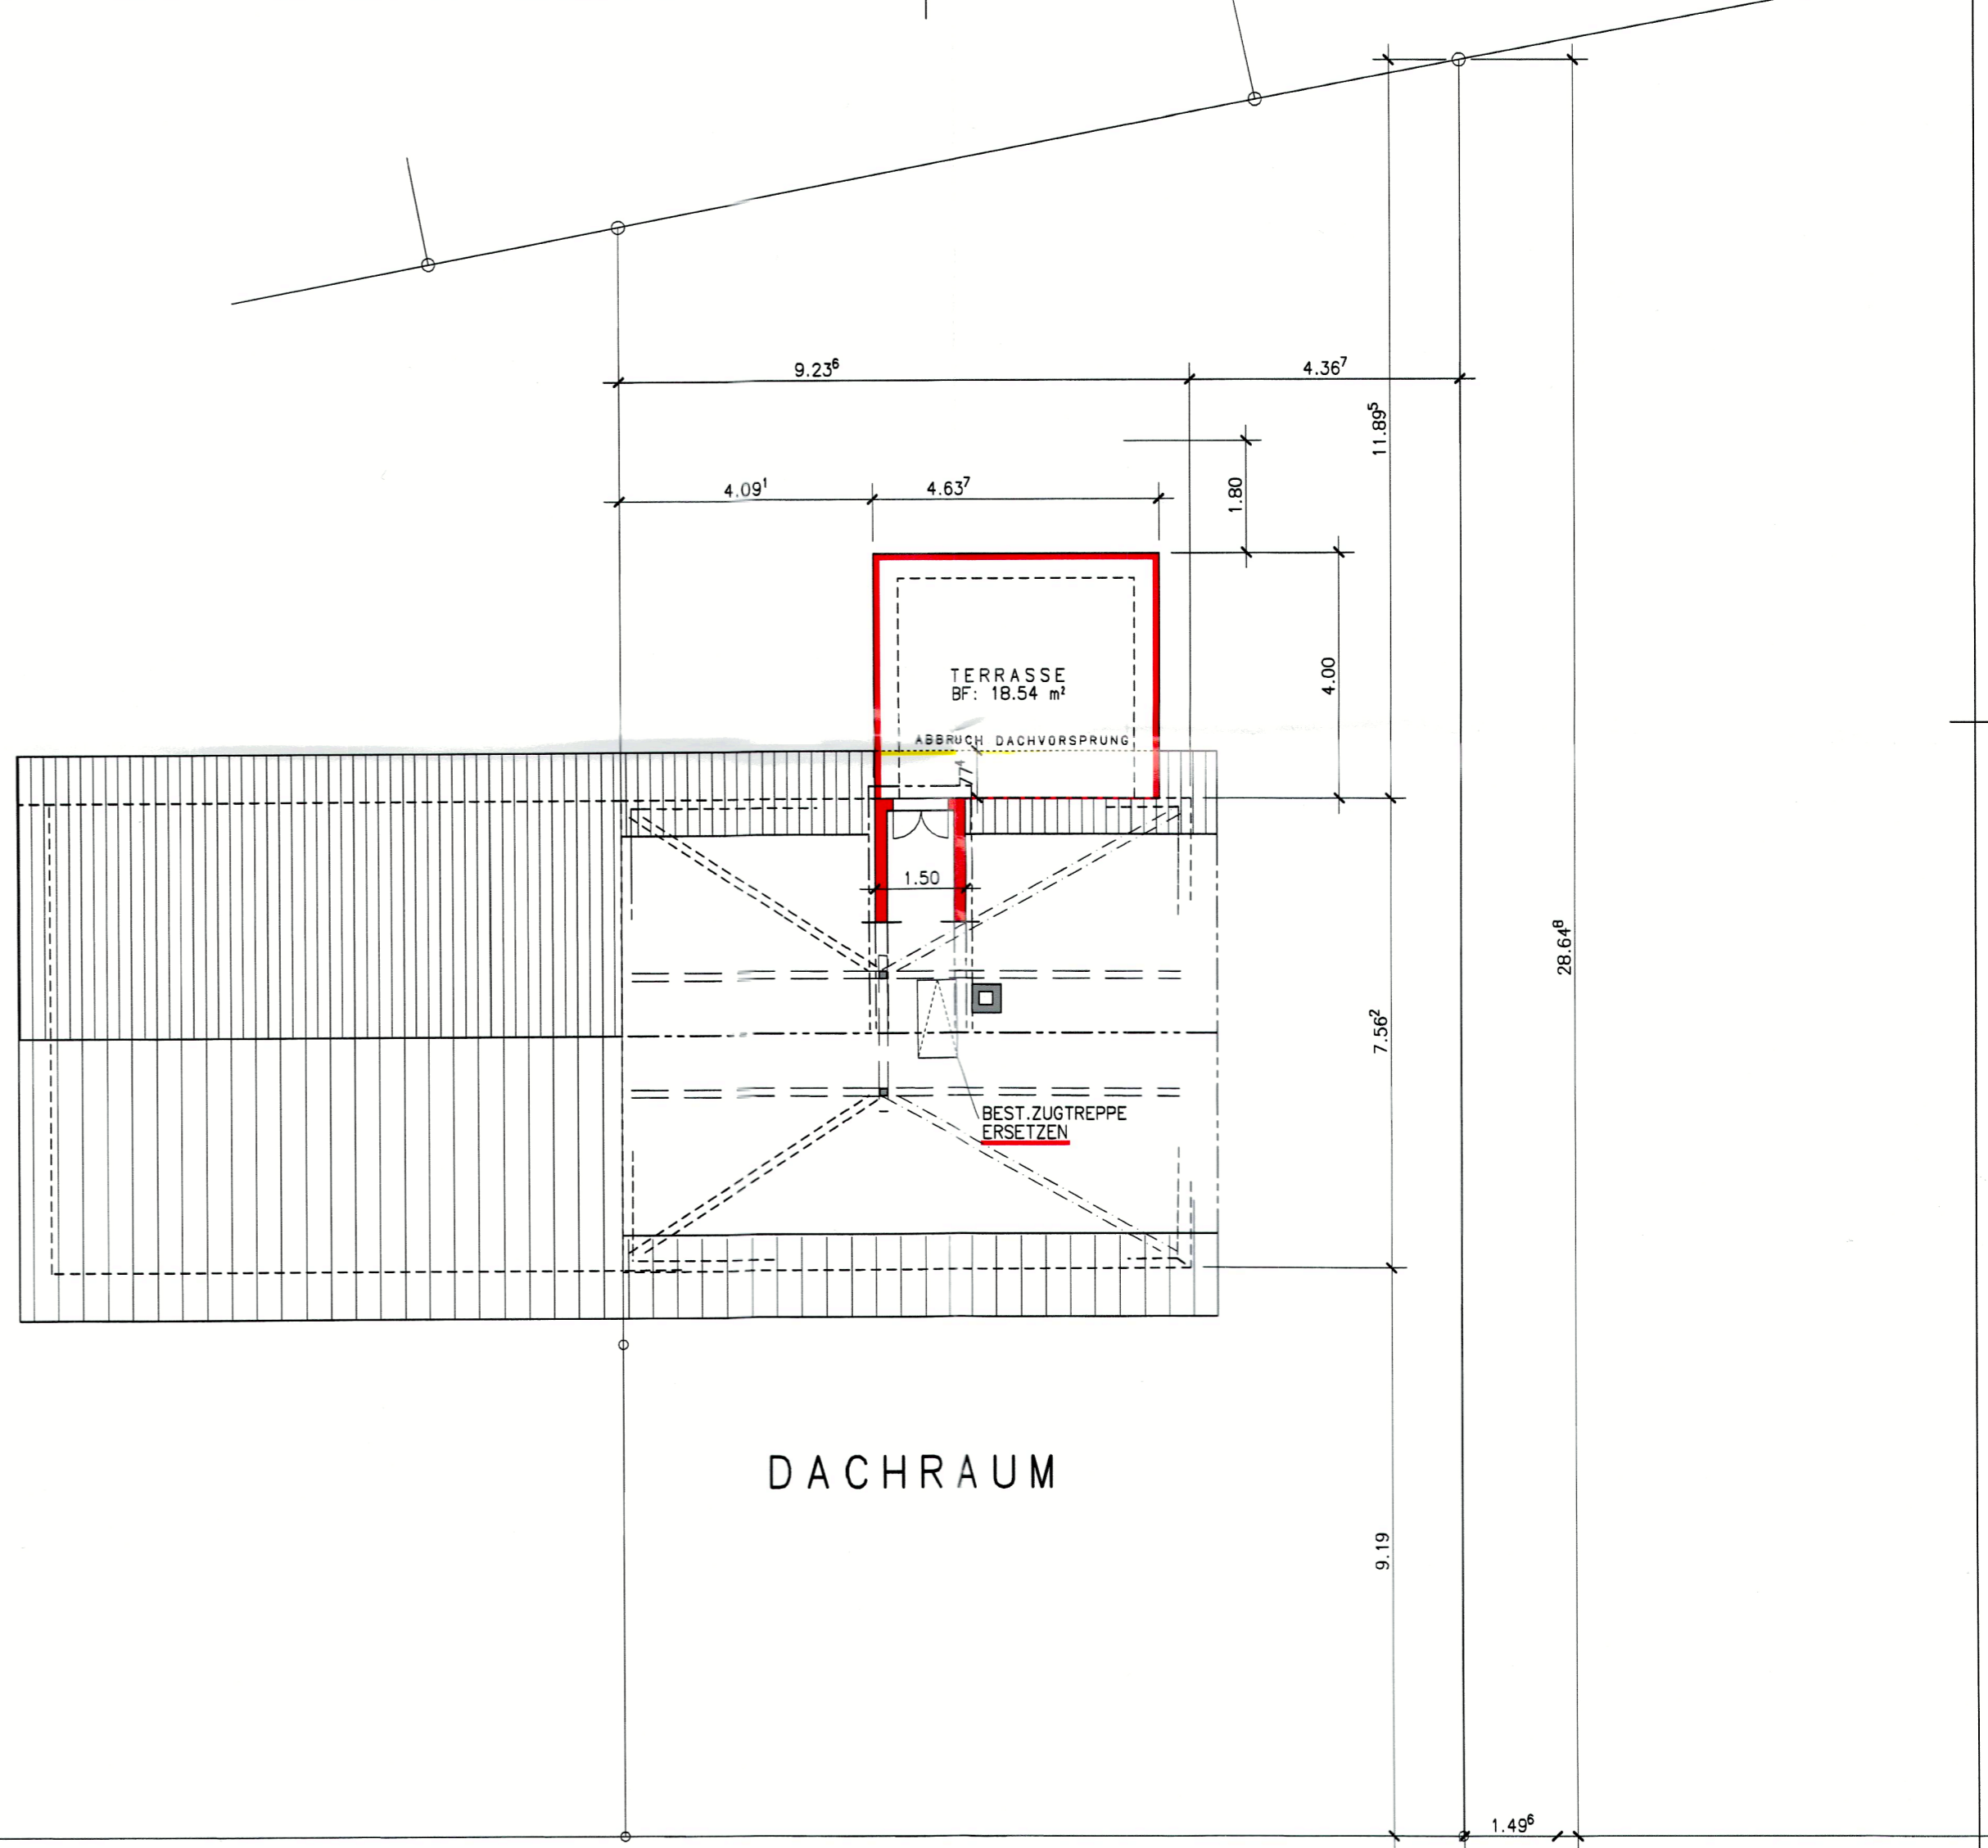 9.23⁶
4.36⁷
11.89⁵
4.09¹
4.63⁷
1.80
4.00
TERRASSE
BF: 18.54 m²
ABBRUCH DACHVORSPRUNG
77⁴
1.50
28.64⁸
7.56²
BEST.ZUGTREPPE
ERSETZEN
DACHRAUM
9.19
1.49⁶